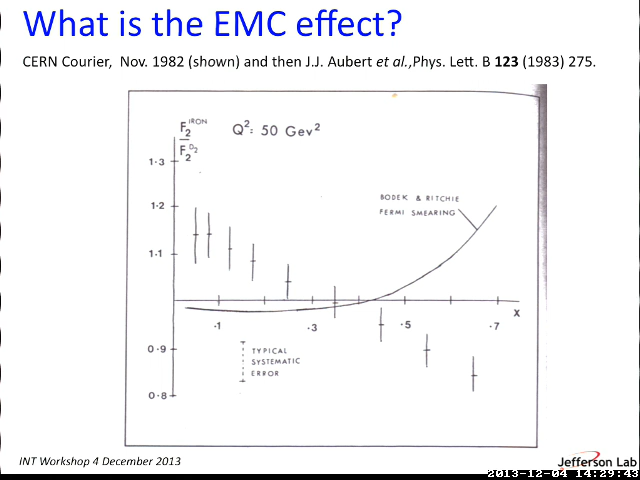 What is the EMC effect?
CERN Courier, Nov. 1982 (shown) and then J.J. Aubert et al.,Phys. Lett. B 123 (1983) 275.
F₂ᴵᴿᴼᴺ
F₂ᴰ²
Q²: 50 Gev²
1·3
1·2
1·1
0·9
0·8
BODEK & RITCHIE
FERMI SMEARING
·1
·3
·5
·7
X
TYPICAL
SYSTEMATIC
ERROR
INT Workshop 4 December 2013
Jefferson Lab
2013-12-04 14:29:43